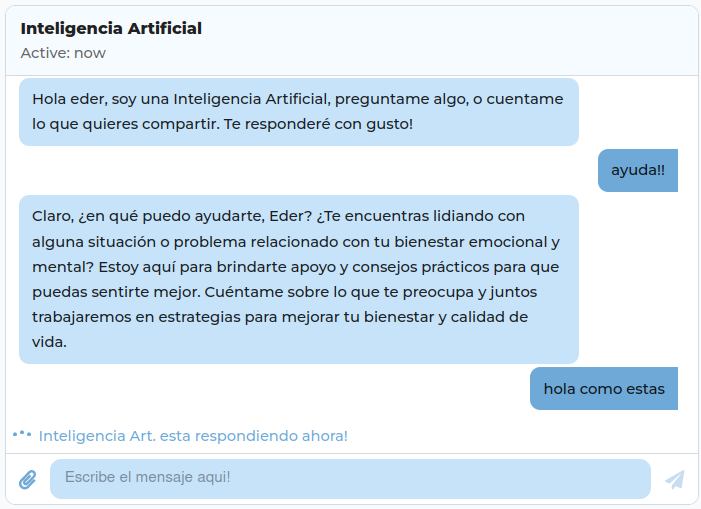 Inteligencia Artificial
Active: now
Hola eder, soy una Inteligencia Artificial, preguntame algo, o cuentame
lo que quieres compartir. Te responderé con gusto!
ayuda!!
Claro, ¿en qué puedo ayudarte, Eder? ¿Te encuentras lidiando con
alguna situación o problema relacionado con tu bienestar emocional y
mental? Estoy aquí para brindarte apoyo y consejos prácticos para que
puedas sentirte mejor. Cuéntame sobre lo que te preocupa y juntos
trabajaremos en estrategias para mejorar tu bienestar y calidad de
vida.
hola como estas
Inteligencia Art. esta respondiendo ahora!
Escribe el mensaje aqui!